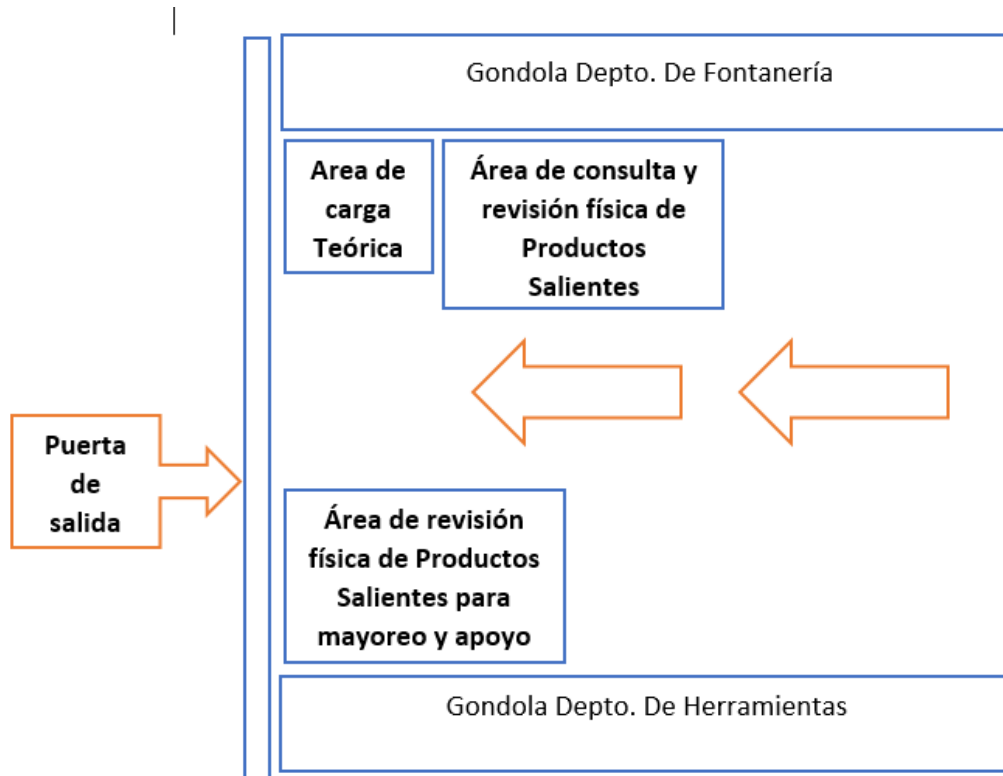 Gondola Depto. De Fontanería
Area de
carga
Teórica
Área de consulta y
revisión física de
Productos
Salientes
Puerta
de
salida
Área de revisión
física de Productos
Salientes para
mayoreo y apoyo
Gondola Depto. De Herramientas